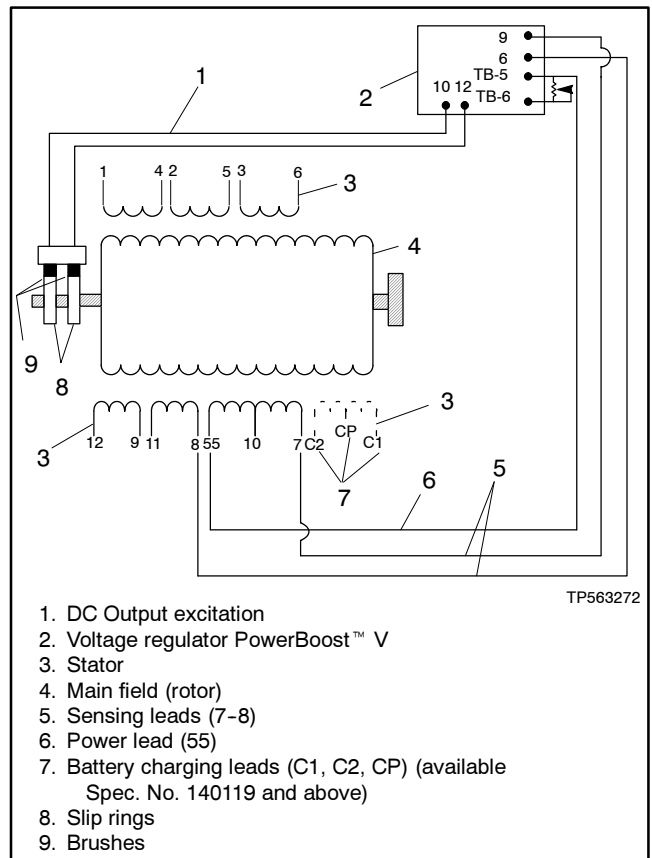 9
6
TB-5
10 12 TB-6
1
2
1 4 2 5 3 6
3
4
9
8
3
12 9 11 8 55 10 7 C2 CP C1
3
7
6
5
TP563272
1. DC Output excitation
2. Voltage regulator PowerBoost™ V
3. Stator
4. Main field (rotor)
5. Sensing leads (7–8)
6. Power lead (55)
7. Battery charging leads (C1, C2, CP) (available
Spec. No. 140119 and above)
8. Slip rings
9. Brushes